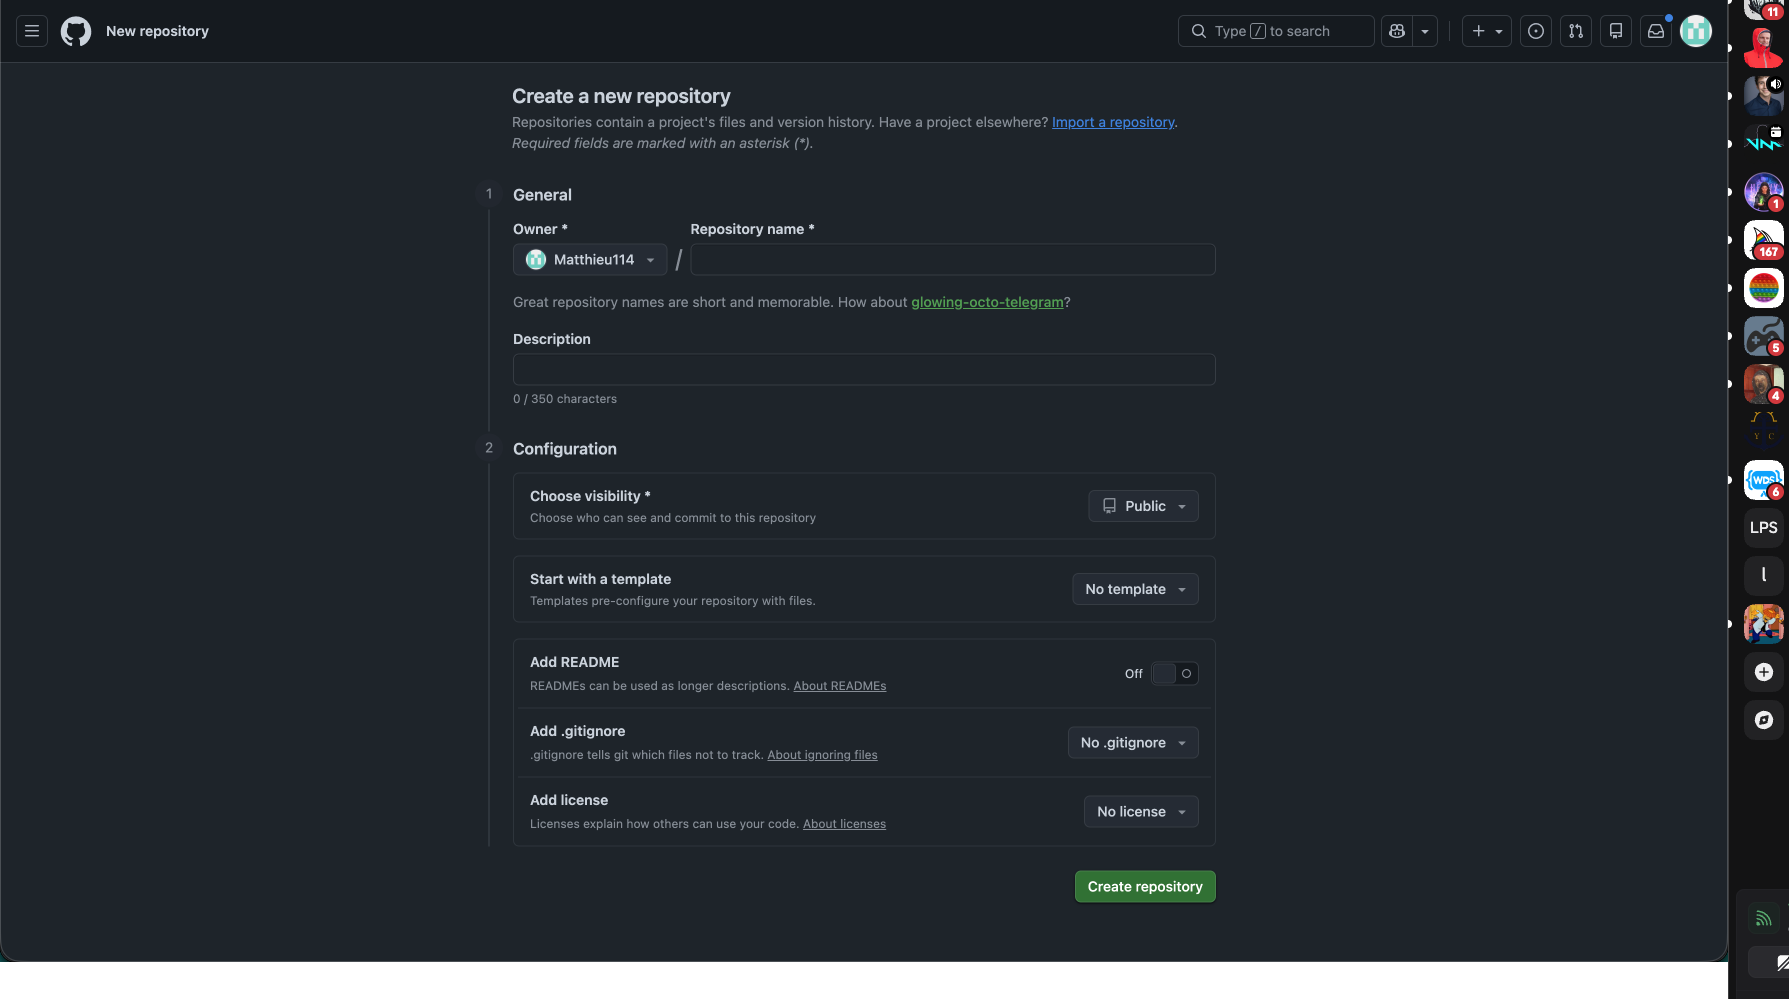 New repository
Type / to search
Create a new repository
Repositories contain a project's files and version history. Have a project elsewhere? Import a repository.
Required fields are marked with an asterisk (*).
1 General
Owner * Repository name *
Matthieu114 /
Great repository names are short and memorable. How about glowing-octo-telegram?
Description
0 / 350 characters
2 Configuration
Choose visibility *
Choose who can see and commit to this repository
Public
Start with a template
Templates pre-configure your repository with files.
No template
Add README
READMEs can be used as longer descriptions. About READMEs
Off
Add .gitignore
.gitignore tells git which files not to track. About ignoring files
No .gitignore
Add license
Licenses explain how others can use your code. About licenses
No license
Create repository
11
1
167
5
4
Y C
WDS
6
LPS
l